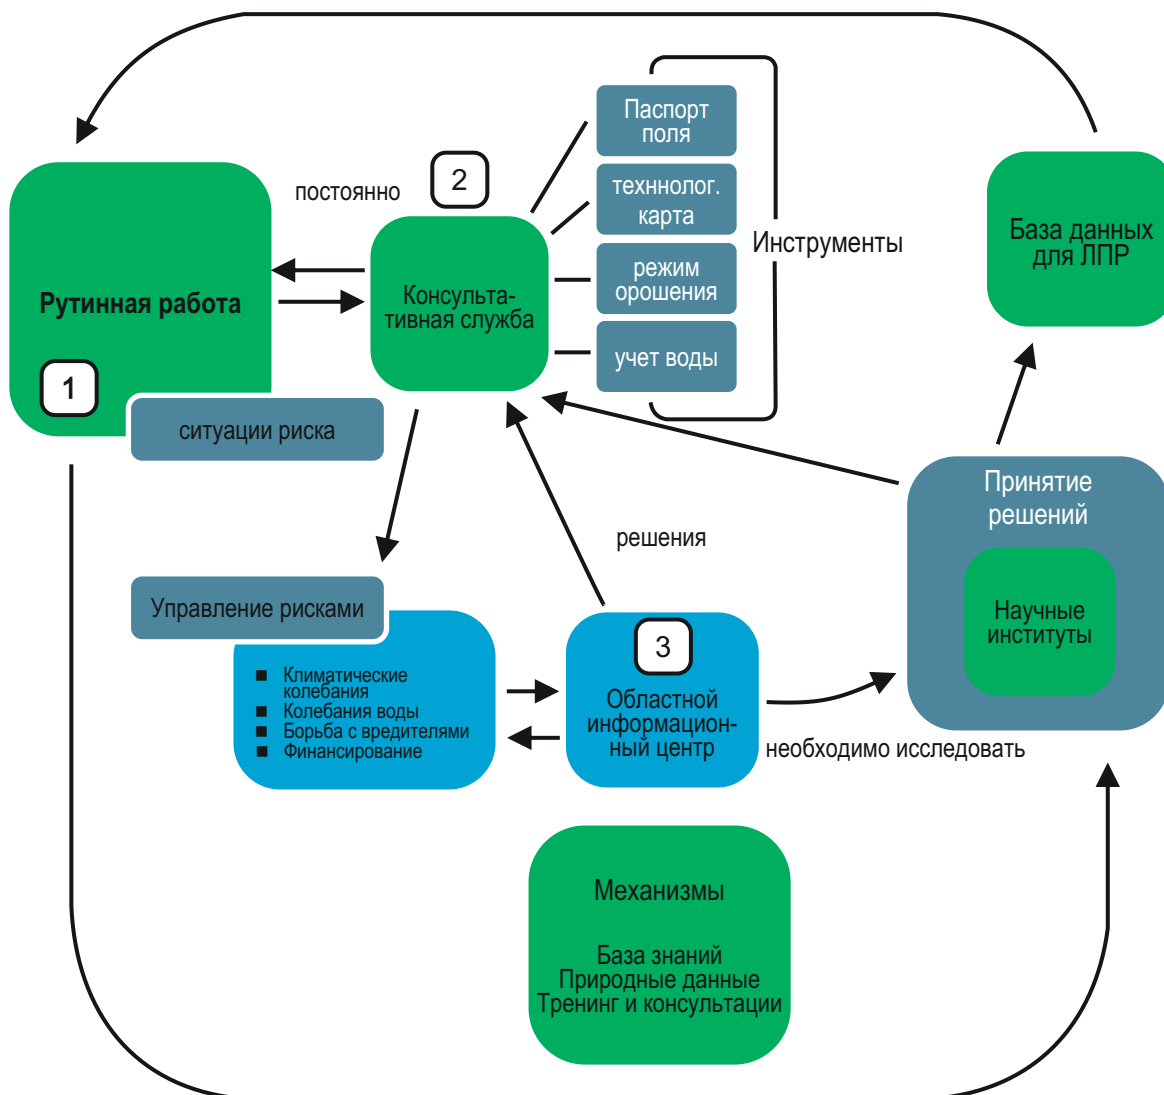 Паспорт
поля
2
постоянно
технолог.
карта
База данных
для ЛПР
Инструменты
Рутинная работа
Консульта-
тивная служба
режим
орошения
1
учет воды
ситуации риска
Принятие
решений
решения
Управление рисками
Научные
институты
3
Климатические
колебания
Колебания воды
Борьба с вредителями
Финансирование
Областной
информацион-
ный центр
необходимо исследовать
Механизмы
База знаний
Природные данные
Тренинг и консультации